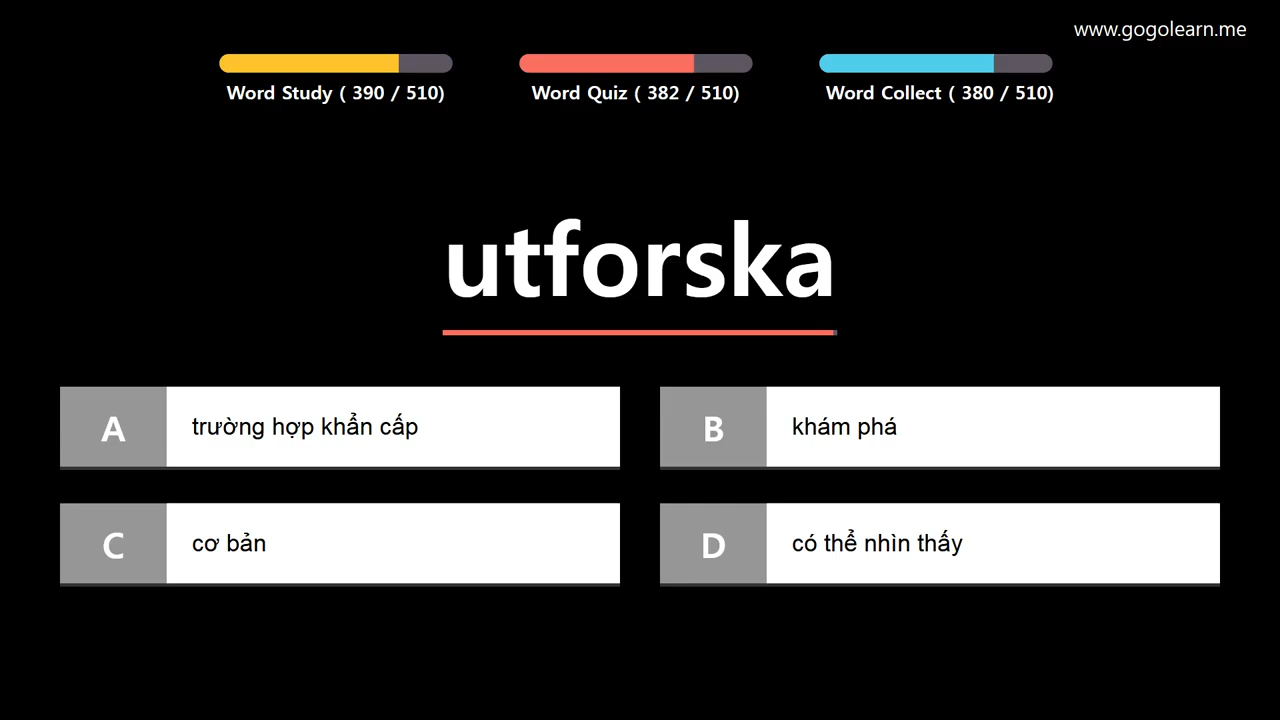 www.gogolearn.me
Word Study ( 390 / 510)
Word Quiz ( 382 / 510)
Word Collect ( 380 / 510)
utforska
A trường hợp khẩn cấp
B khám phá
C cơ bản
D có thể nhìn thấy